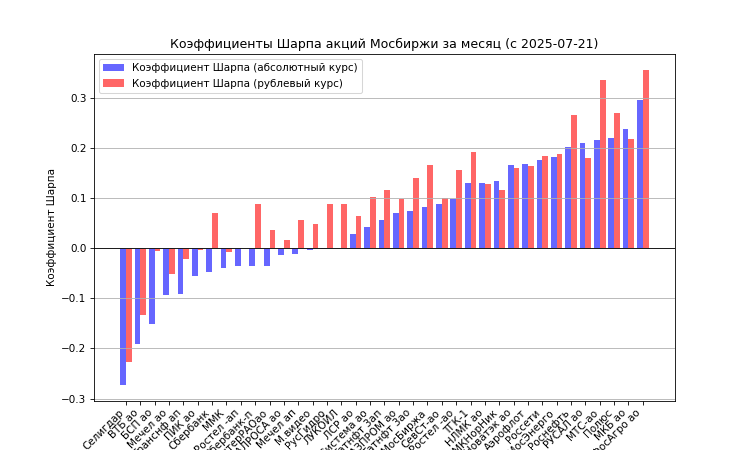 Коэффициенты Шарпа акций Мосбиржи за месяц (с 2025-07-21)
Коэффициент Шарпа (абсолютный курс)
Коэффициент Шарпа (рублевый курс)
Коэффициент Шарпа
0.3
0.2
0.1
0.0
−0.1
−0.2
−0.3
Селигдар
ВТБ ао
БСП ао
Мечел ао
ПИК ао
Сбербанк
ММК
Ростел -ап
Мечел ап
М.видео
РусГидро
ЛУКОЙЛ
ЛСР ао
МосБиржа
СевСт-ао
Ростел -ао
ТГК-1
НЛМК ао
Аэрофлот
Россети
Роснефть
РУСАЛ ао
МТС-ао
Полюс
МКБ ао